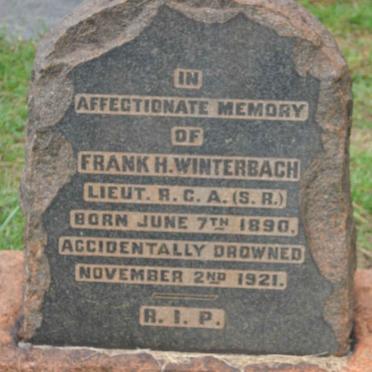 IN
AFFECTIONATE MEMORY
OF
FRANK H. WINTERBACH
LIEUT. R. G. A. (S. R.)
BORN JUNE 7TH 1890,
ACCIDENTALLY DROWNED
NOVEMBER 2ND 1921.
R. I. P.